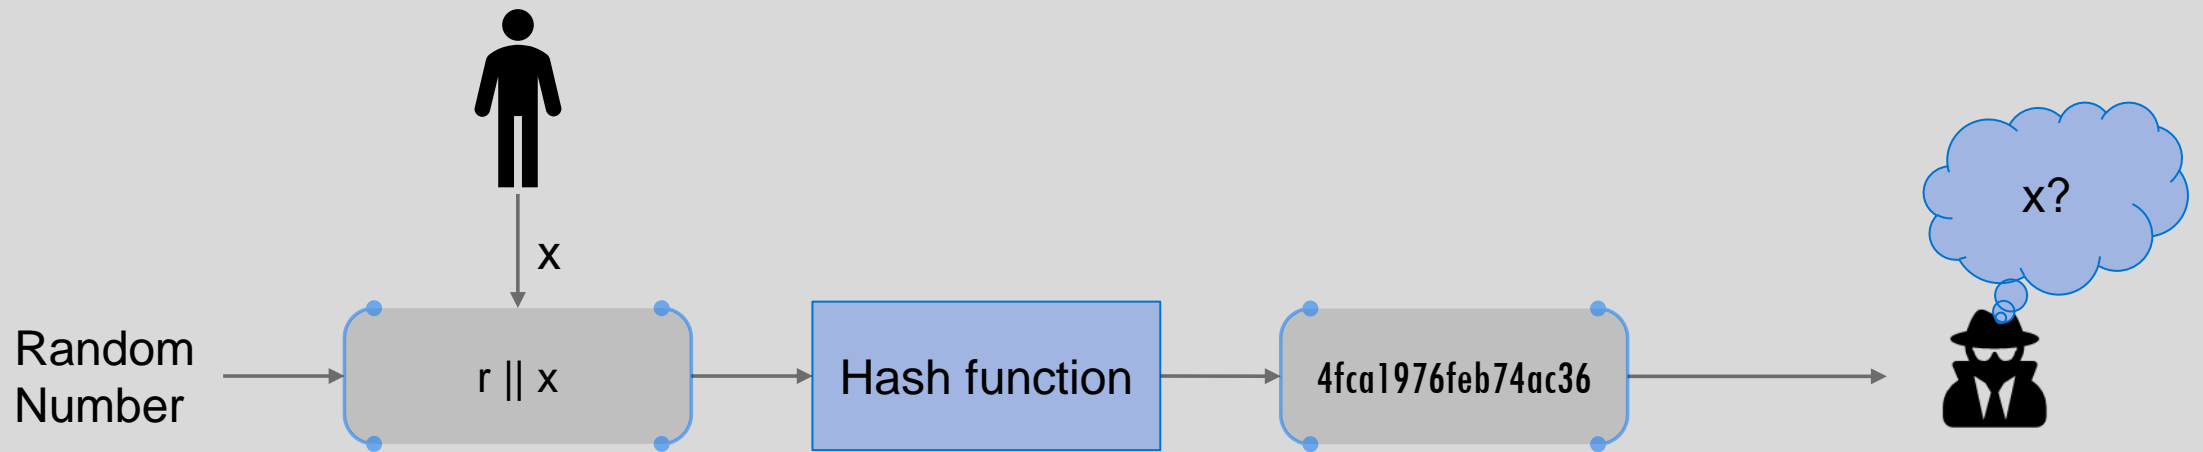 x
Random
Number
r || x
Hash function
4fca1976feb74ac36
x?